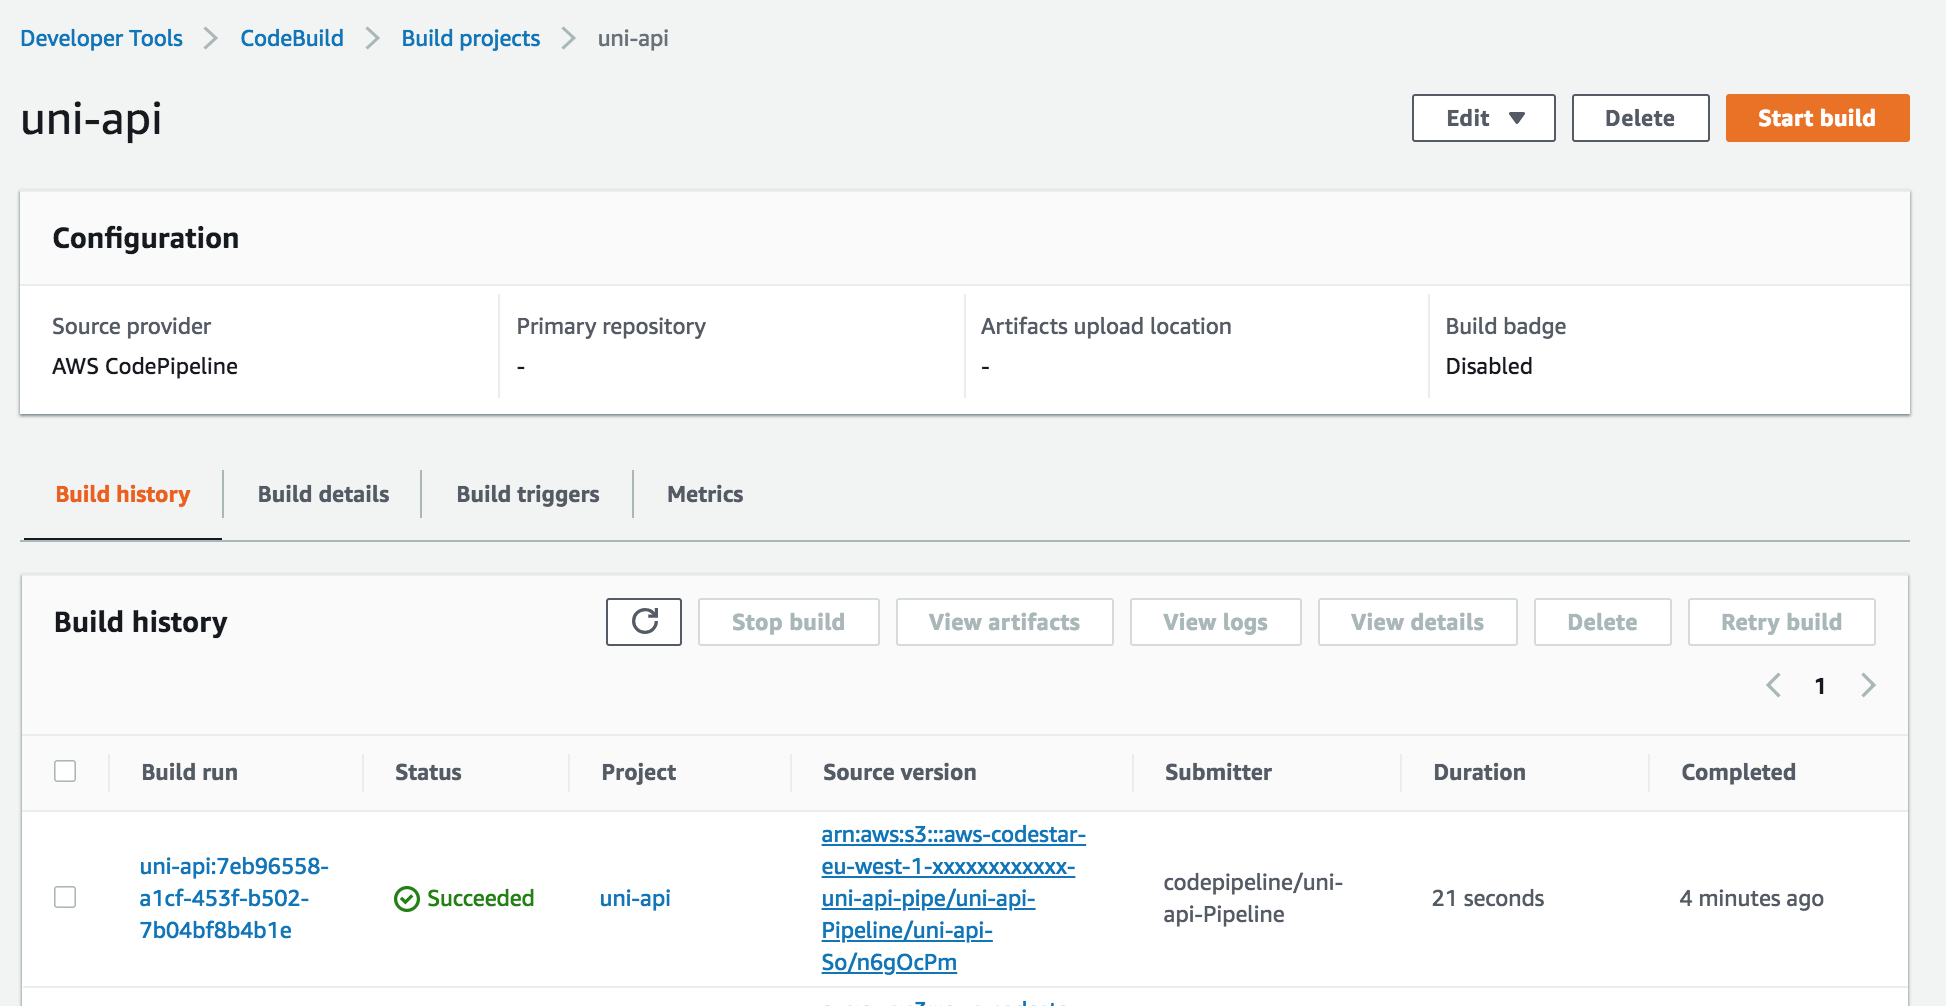 Developer Tools > CodeBuild > Build projects > uni-api
uni-api
Edit ▼ Delete Start build
Configuration
Source provider Primary repository Artifacts upload location Build badge
AWS CodePipeline - - Disabled
Build history Build details Build triggers Metrics
Build history Stop build View artifacts View logs View details Delete Retry build
< 1 >
Build run Status Project Source version Submitter Duration Completed
uni-api:7eb96558-
a1cf-453f-b502-
7b04bf8b4b1e
Succeeded
uni-api
arn:aws:s3:::aws-codestar-
eu-west-1-xxxxxxxxxxxx-
uni-api-pipe/uni-api-
Pipeline/uni-api-
So/n6gOcPm
codepipeline/uni-
api-Pipeline
21 seconds
4 minutes ago